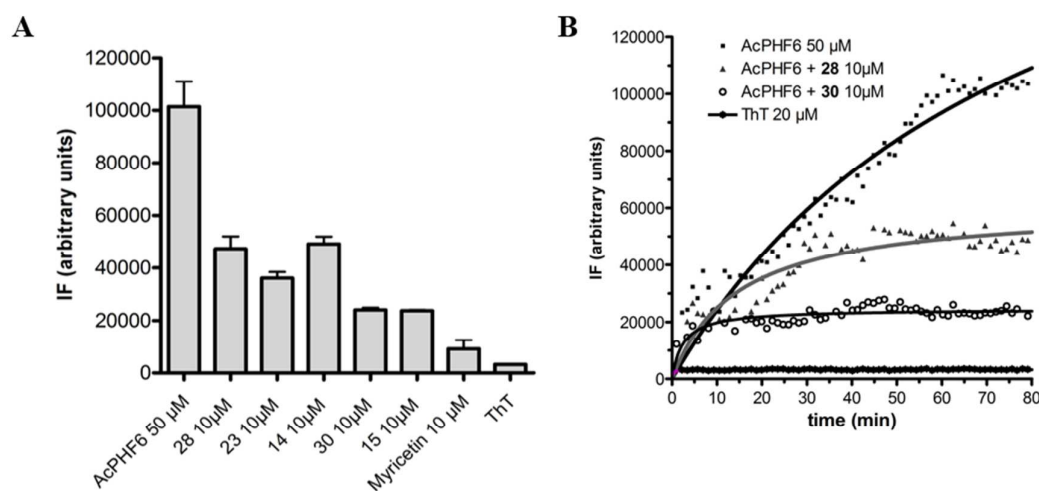 A
IF (arbitrary units)
120000
100000
80000
60000
40000
20000
0
AcPHF6 50 µM
28 10µM
23 10µM
14 10µM
30 10µM
15 10µM
Myricetin 10 µM
ThT
B
IF (arbitrary units)
120000
100000
80000
60000
40000
20000
0
AcPHF6 50 µM
AcPHF6 + 28 10µM
AcPHF6 + 30 10µM
ThT 20 µM
0 10 20 30 40 50 60 70 80
time (min)